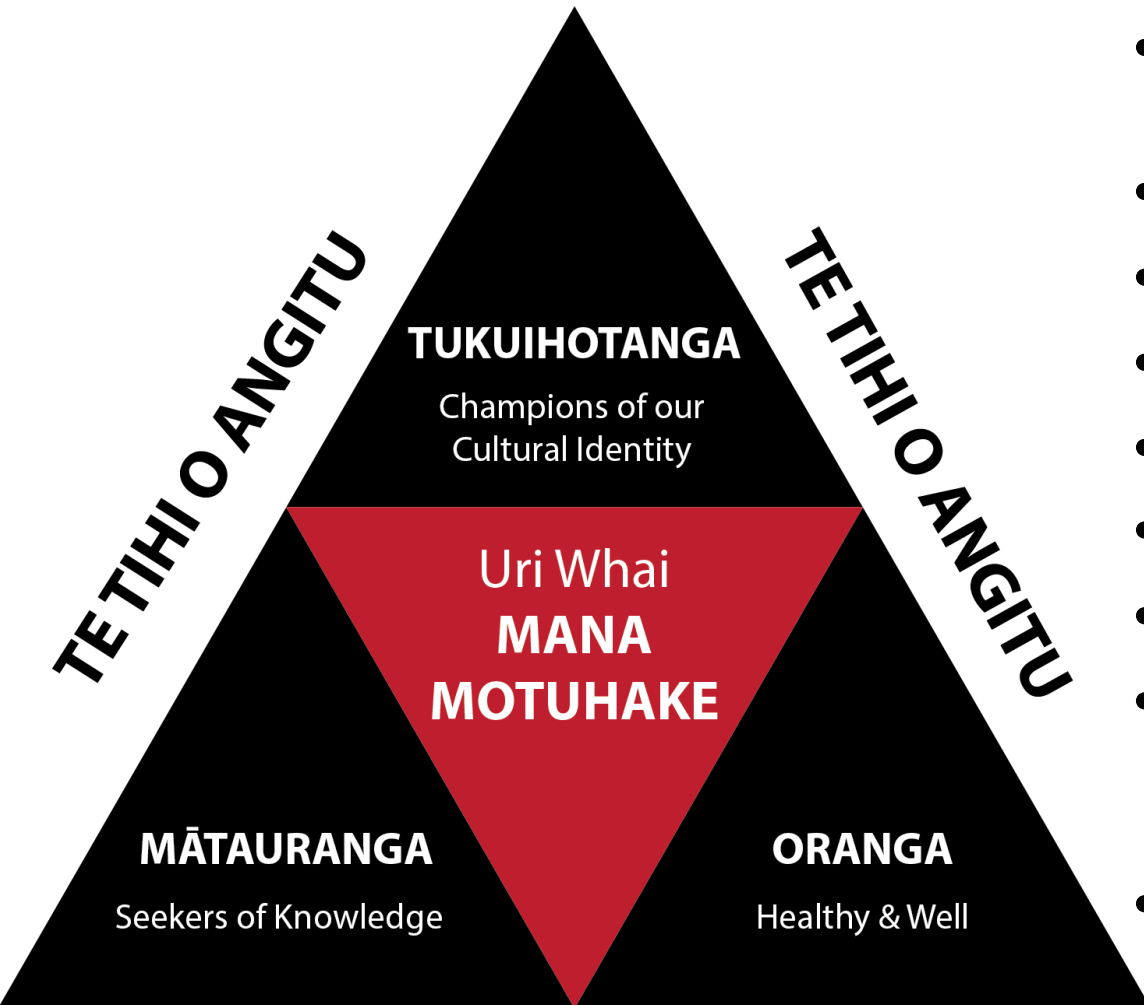 TE TIHI O ANGITU
TE TIHI O ANGITU
TUKUIHOTANGA
Champions of our
Cultural Identity
Uri Whai
MANA
MOTUHAKE
MĀTAURANGA
Seekers of Knowledge
ORANGA
Healthy & Well